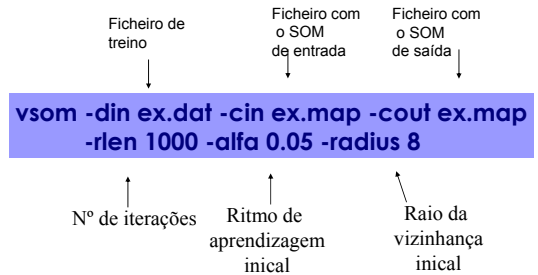 Ficheiro de
treino
Ficheiro com
o SOM
de entrada
Ficheiro com
o SOM
de saída
vsom -din ex.dat -cin ex.map -cout ex.map
-rlen 1000 -alfa 0.05 -radius 8
Nº de iterações
Ritmo de
aprendizagem
inical
Raio da
vizinhança
inical